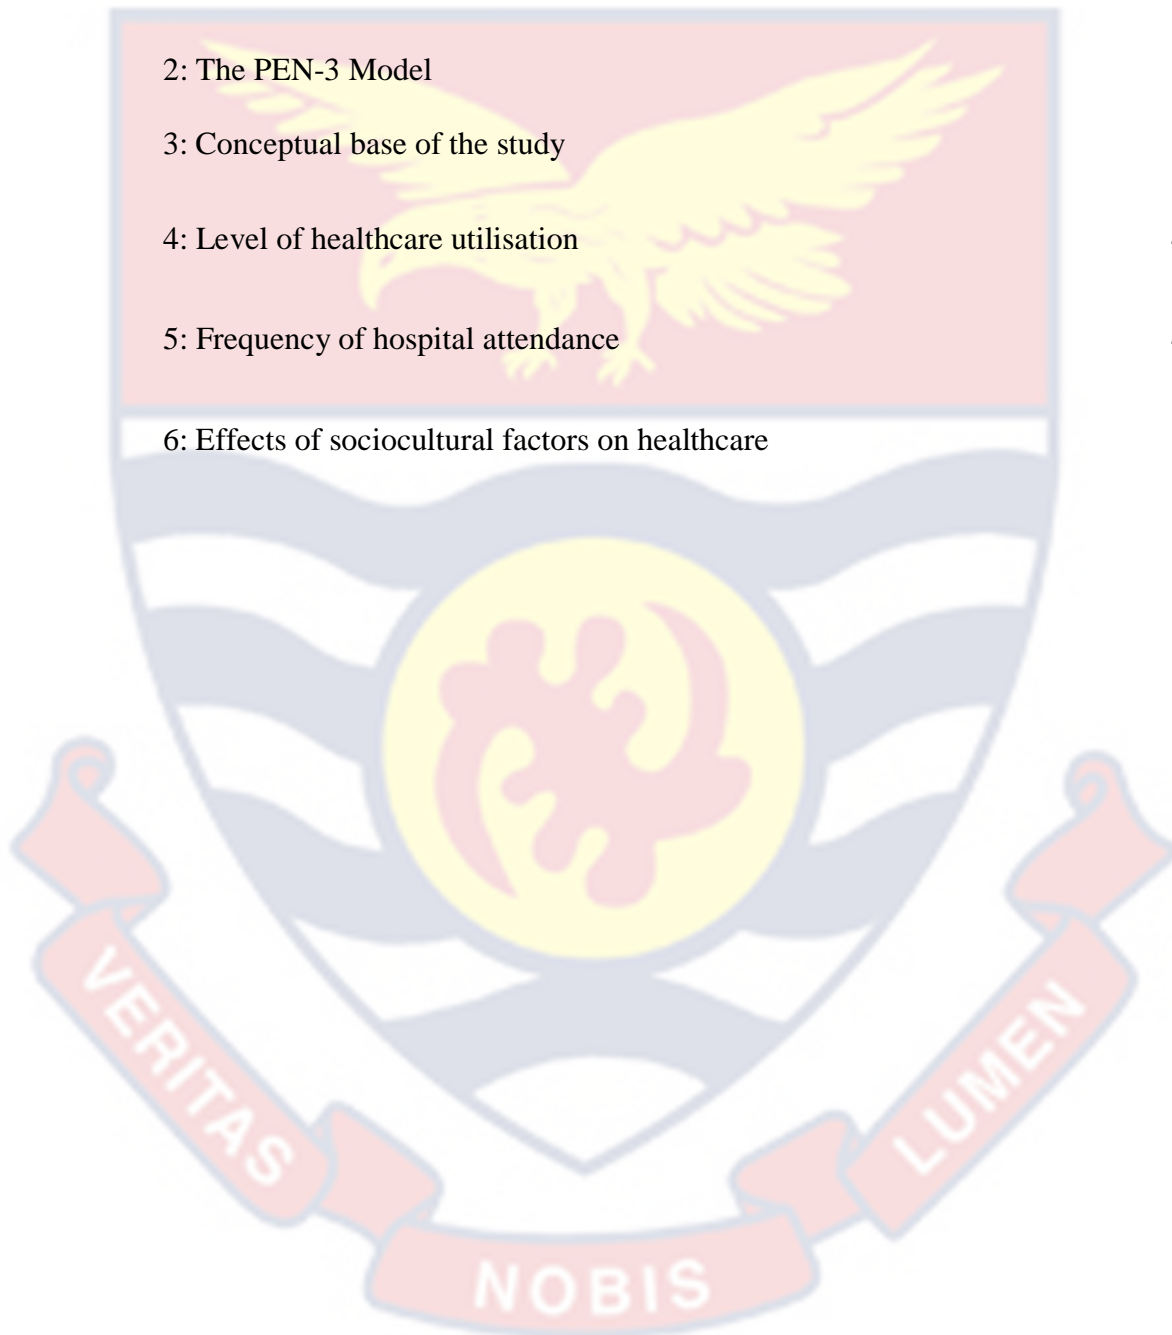 2: The PEN-3 Model
3: Conceptual base of the study
4: Level of healthcare utilisation
5: Frequency of hospital attendance
6: Effects of sociocultural factors on healthcare
VERITAS
NOBIS
LUMEN